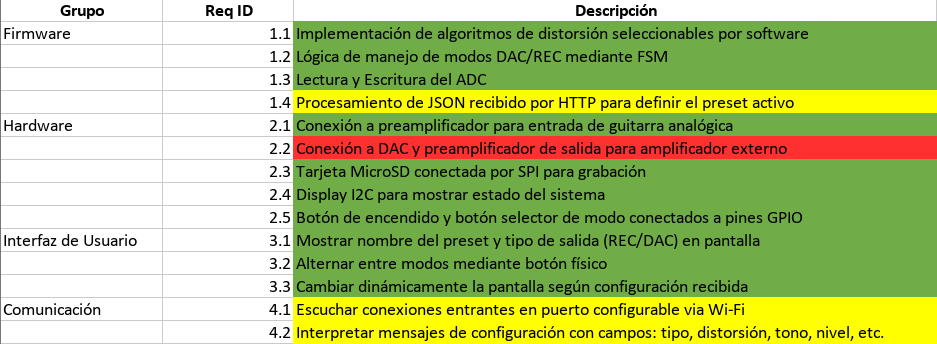 Grupo Req ID Descripción
Firmware 1.1 Implementación de algoritmos de distorsión seleccionables por software
1.2 Lógica de manejo de modos DAC/REC mediante FSM
1.3 Lectura y Escritura del ADC
1.4 Procesamiento de JSON recibido por HTTP para definir el preset activo
Hardware 2.1 Conexión a preamplificador para entrada de guitarra analógica
2.2 Conexión a DAC y preamplificador de salida para amplificador externo
2.3 Tarjeta MicroSD conectada por SPI para grabación
2.4 Display I2C para mostrar estado del sistema
2.5 Botón de encendido y botón selector de modo conectados a pines GPIO
Interfaz de Usuario 3.1 Mostrar nombre del preset y tipo de salida (REC/DAC) en pantalla
3.2 Alternar entre modos mediante botón físico
3.3 Cambiar dinámicamente la pantalla según configuración recibida
Comunicación 4.1 Escuchar conexiones entrantes en puerto configurable via Wi-Fi
4.2 Interpretar mensajes de configuración con campos: tipo, distorsión, tono, nivel, etc.